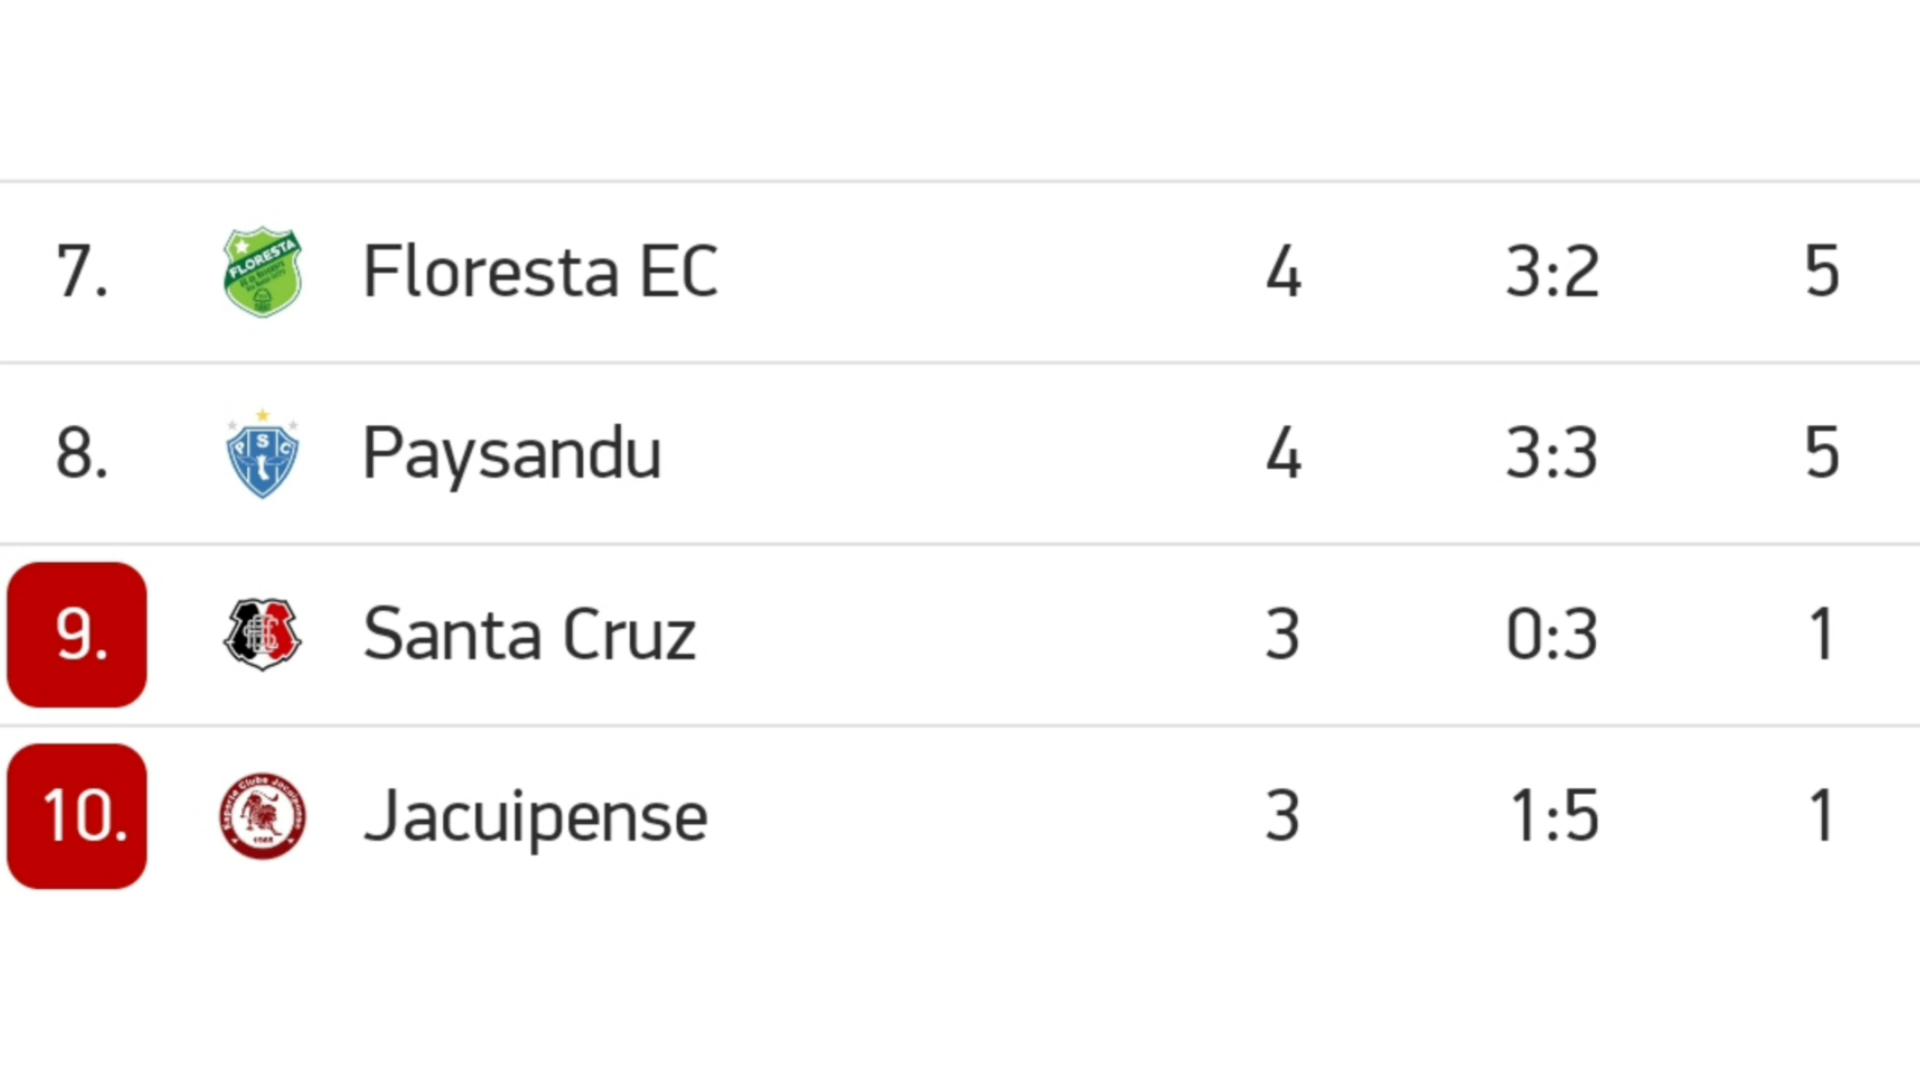 7. FLORESTA Floresta EC 4 3:2 5
8. P S C Paysandu 4 3:3 5
9. Santa Cruz 3 0:3 1
10. Jacuipense 3 1:5 1